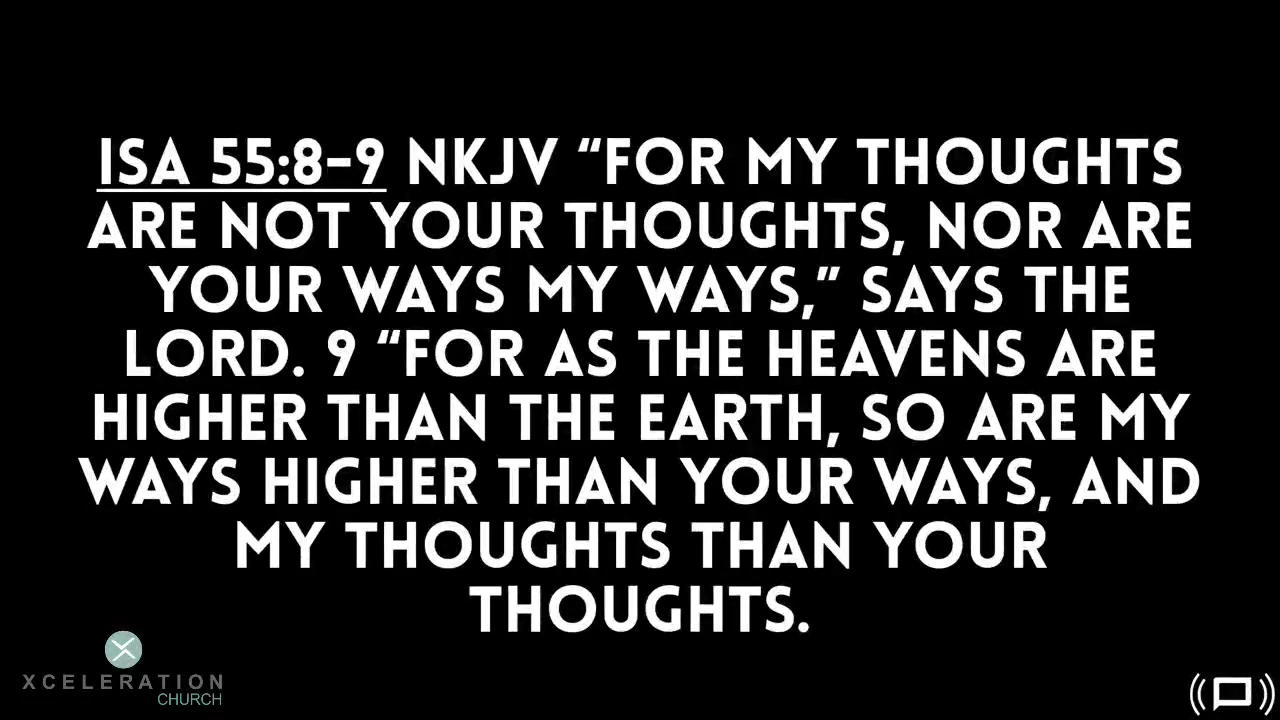 ISA 55:8-9 NKJV “FOR MY THOUGHTS
ARE NOT YOUR THOUGHTS, NOR ARE
YOUR WAYS MY WAYS,” SAYS THE
LORD. 9 “FOR AS THE HEAVENS ARE
HIGHER THAN THE EARTH, SO ARE MY
WAYS HIGHER THAN YOUR WAYS, AND
MY THOUGHTS THAN YOUR
THOUGHTS.
XCELERATION
CHURCH